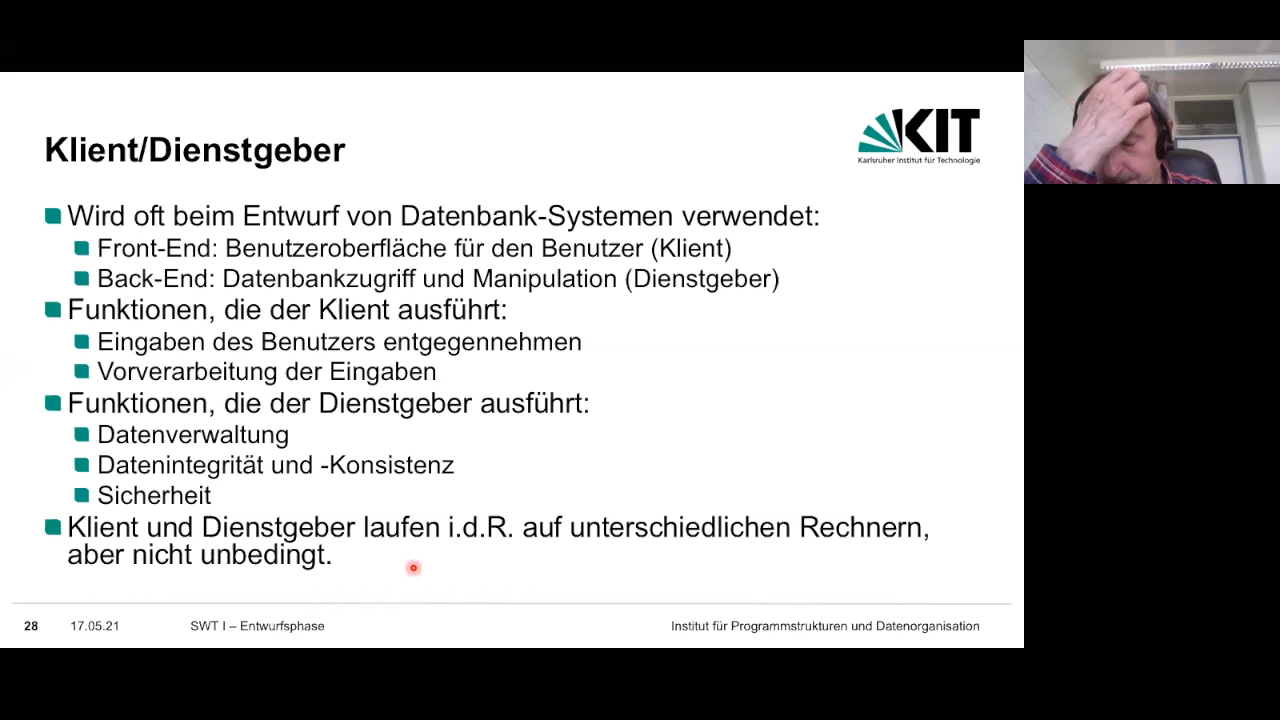 Klient/Dienstgeber
KIT
Karlsruher Institut für Technologie
Wird oft beim Entwurf von Datenbank-Systemen verwendet:
Front-End: Benutzeroberfläche für den Benutzer (Klient)
Back-End: Datenbankzugriff und Manipulation (Dienstgeber)
Funktionen, die der Klient ausführt:
Eingaben des Benutzers entgegennehmen
Vorverarbeitung der Eingaben
Funktionen, die der Dienstgeber ausführt:
Datenverwaltung
Datenintegrität und -Konsistenz
Sicherheit
Klient und Dienstgeber laufen i.d.R. auf unterschiedlichen Rechnern,
aber nicht unbedingt.
28 17.05.21 SWT I – Entwurfsphase Institut für Programmstrukturen und Datenorganisation